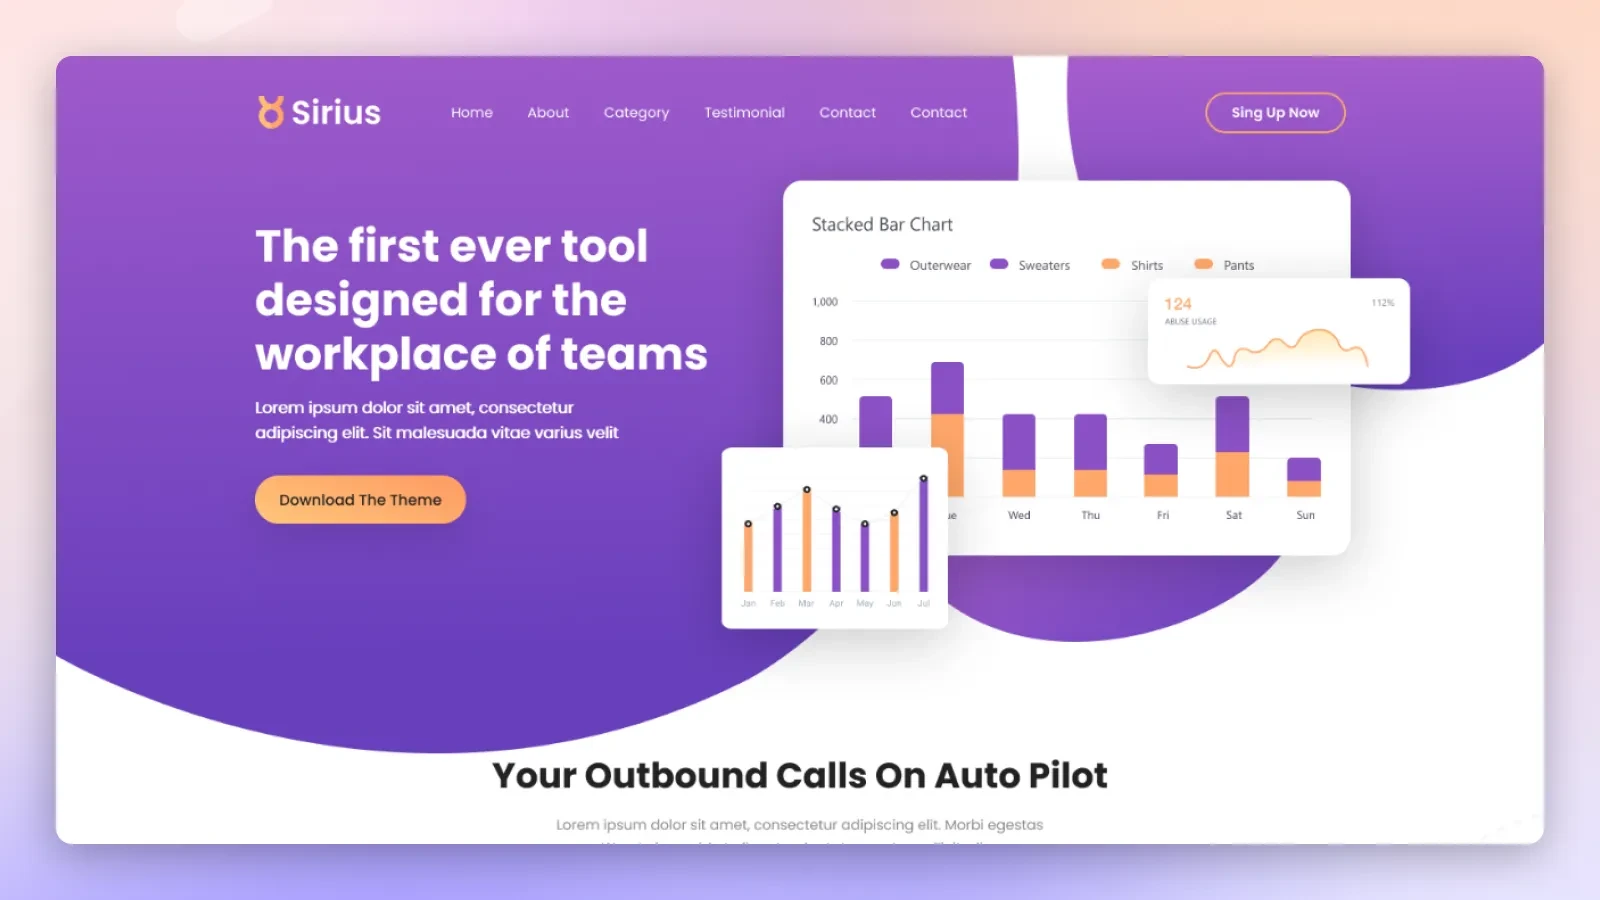 Sirius
Home About Category Testimonial Contact Contact
Sing Up Now
The first ever tool
designed for the
workplace of teams
Lorem ipsum dolor sit amet, consectetur
adipiscing elit. Sit malesuada vitae varius velit
Download The Theme
Stacked Bar Chart
Outerwear Sweaters Shirts Pants
1,000
800
600
400
Wed Thu Fri Sat Sun
124
112%
ABUSE USAGE
Jan Feb Mar Apr May Jun Jul
Your Outbound Calls On Auto Pilot
Lorem ipsum dolor sit amet, consectetur adipiscing elit. Morbi egestas